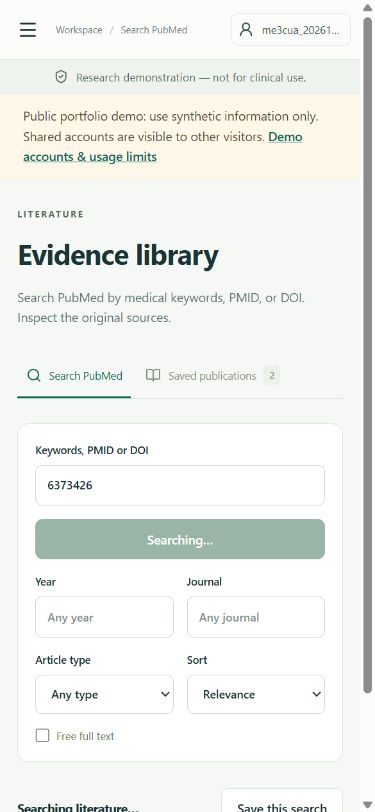 Workspace / Search PubMed
me3cua_20261...
Research demonstration — not for clinical use.
Public portfolio demo: use synthetic information only.
Shared accounts are visible to other visitors. Demo
accounts & usage limits
LITERATURE
Evidence library
Search PubMed by medical keywords, PMID, or DOI.
Inspect the original sources.
Search PubMed
Saved publications 2
Keywords, PMID or DOI
6373426
Searching...
Year
Journal
Any year
Any journal
Article type
Sort
Any type
Relevance
Free full text
Searching literature...
Save this search